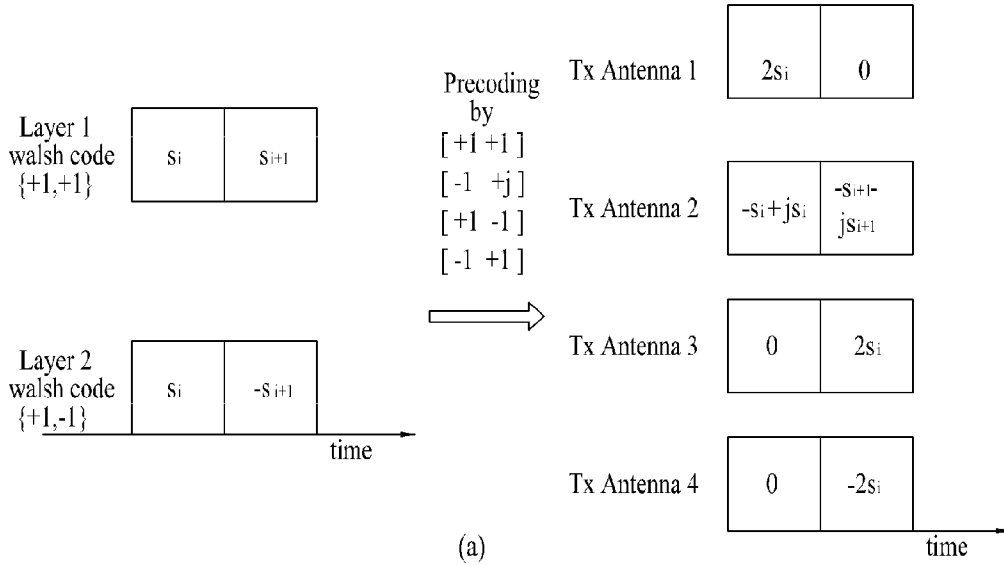 Layer 1
walsh code
{+1,+1}
si
si+1
Layer 2
walsh code
{+1,-1}
si
-si+1
time
Precoding
by
[ +1 +1 ]
[ -1 +j ]
[ +1 -1 ]
[ -1 +1 ]
Tx Antenna 1
2si
0
Tx Antenna 2
-si+jsi
-si+1-
jsi+1
Tx Antenna 3
0
2si
Tx Antenna 4
0
-2si
time
(a)